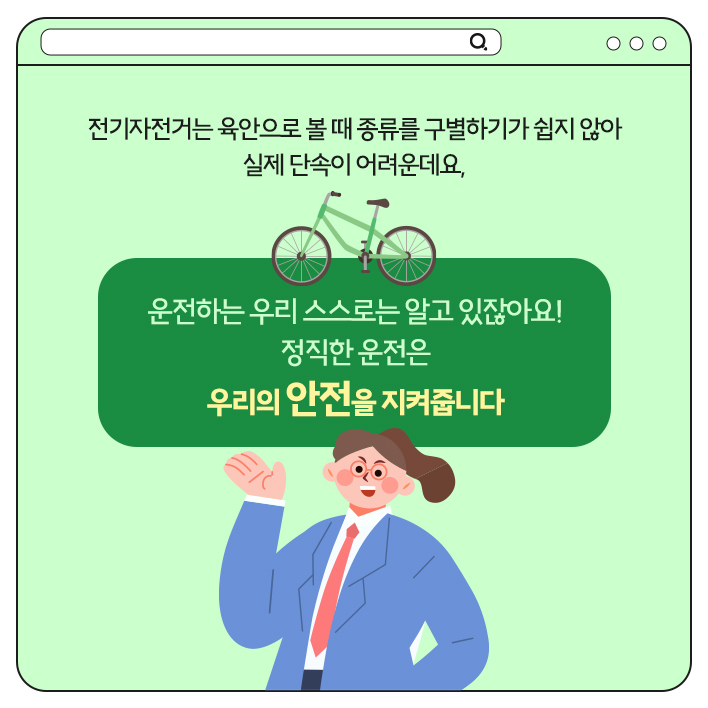 전기자전거는 육안으로 볼 때 종류를 구별하기가 쉽지 않아
실제 단속이 어려운데요,
운전하는 우리 스스로는 알고 있잖아요!
정직한 운전은
우리의 안전을 지켜줍니다